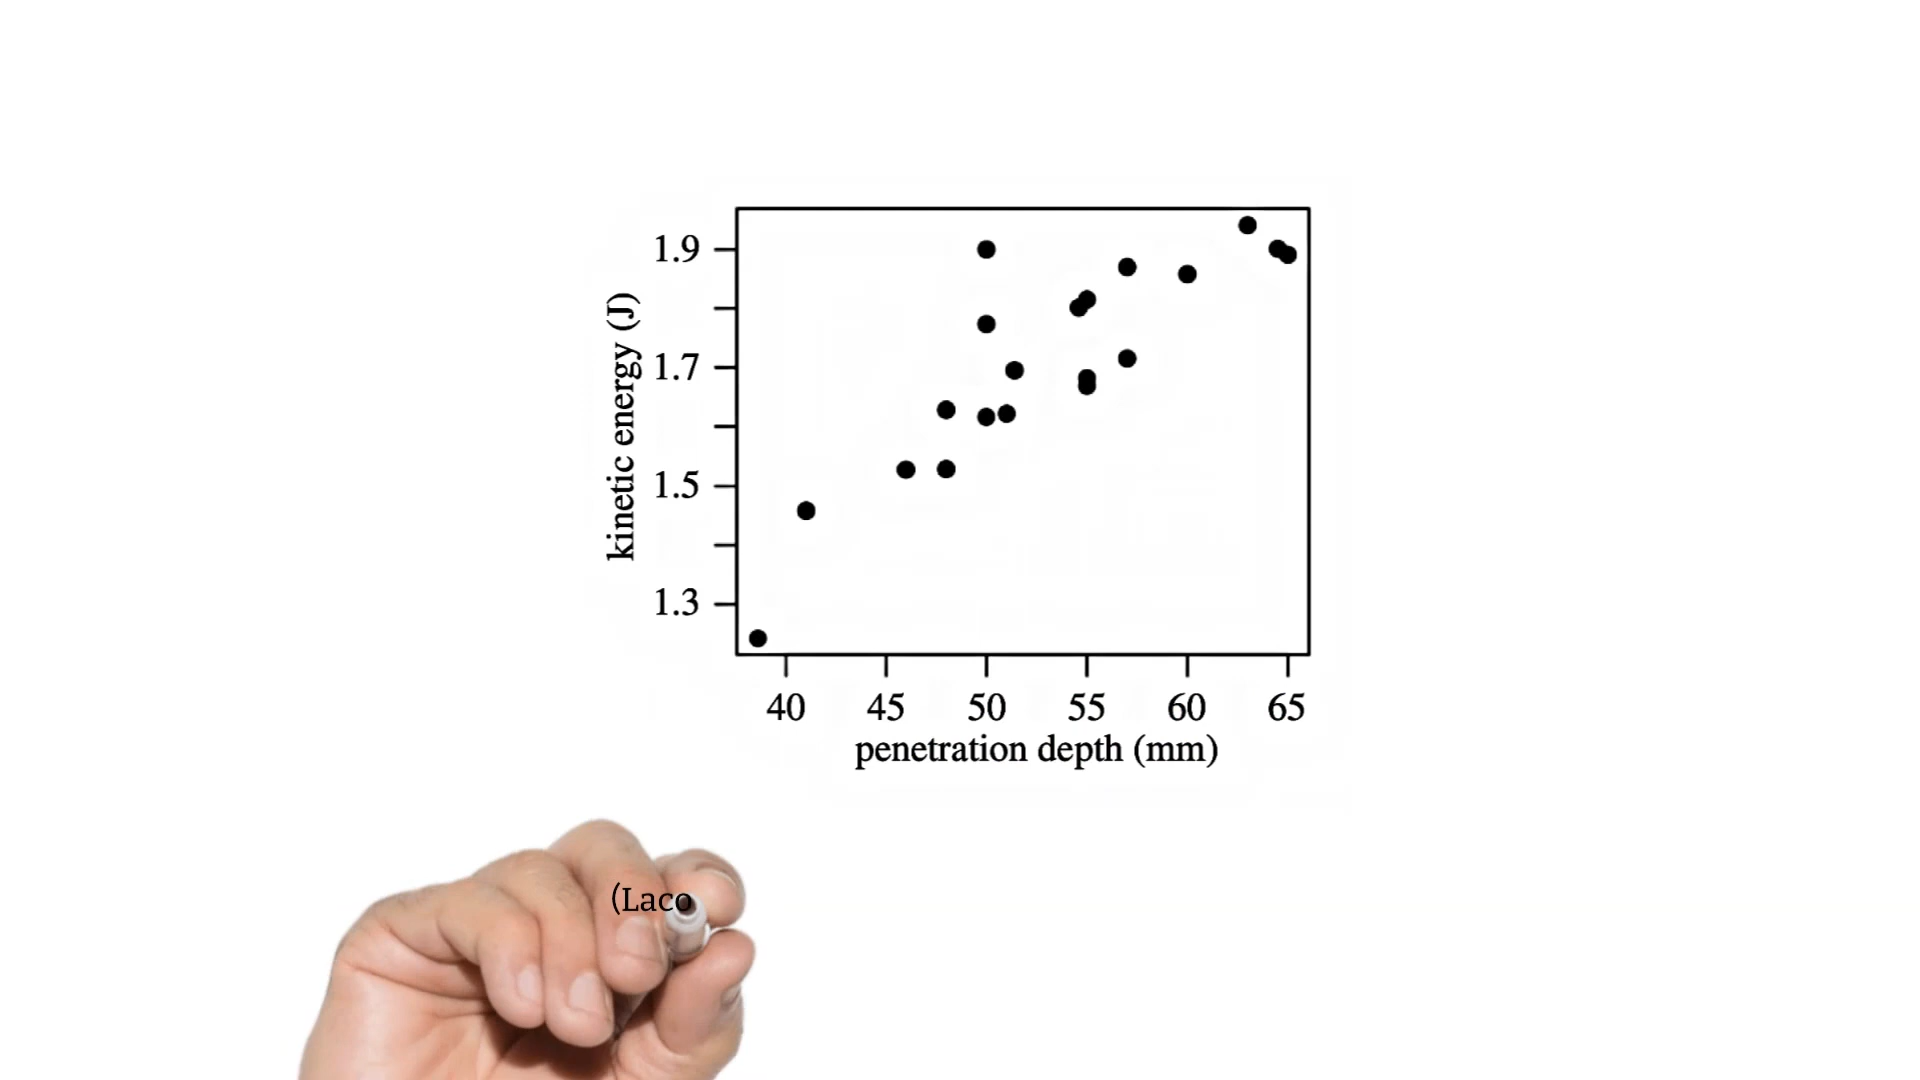 1.9
1.7
1.5
1.3
kinetic energy (J)
40 45 50 55 60 65
penetration depth (mm)
(Laco